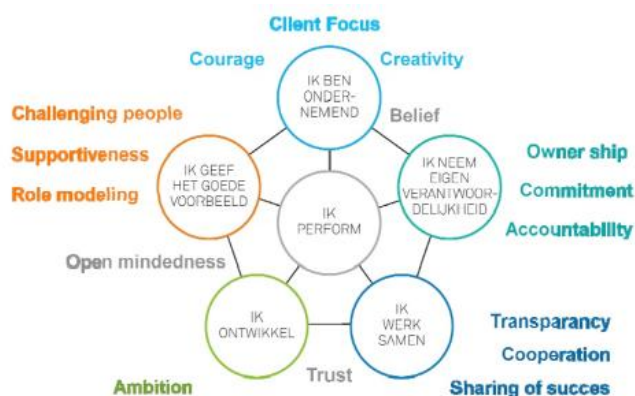 Client Focus
Courage
Creativity
IK BEN
ONDER-
NEMEND
Belief
Challenging people
Supportiveness
Role modeling
IK GEEF
HET GOEDE
VOORBEELD
IK NEEM
EIGEN
VERANTWOOR-
DELIJKHEID
Owner ship
Commitment
Accountability
IK
PERFORM
Open mindedness
IK
ONTWIKKEL
IK
WERK
SAMEN
Transparancy
Cooperation
Sharing of succes
Trust
Ambition